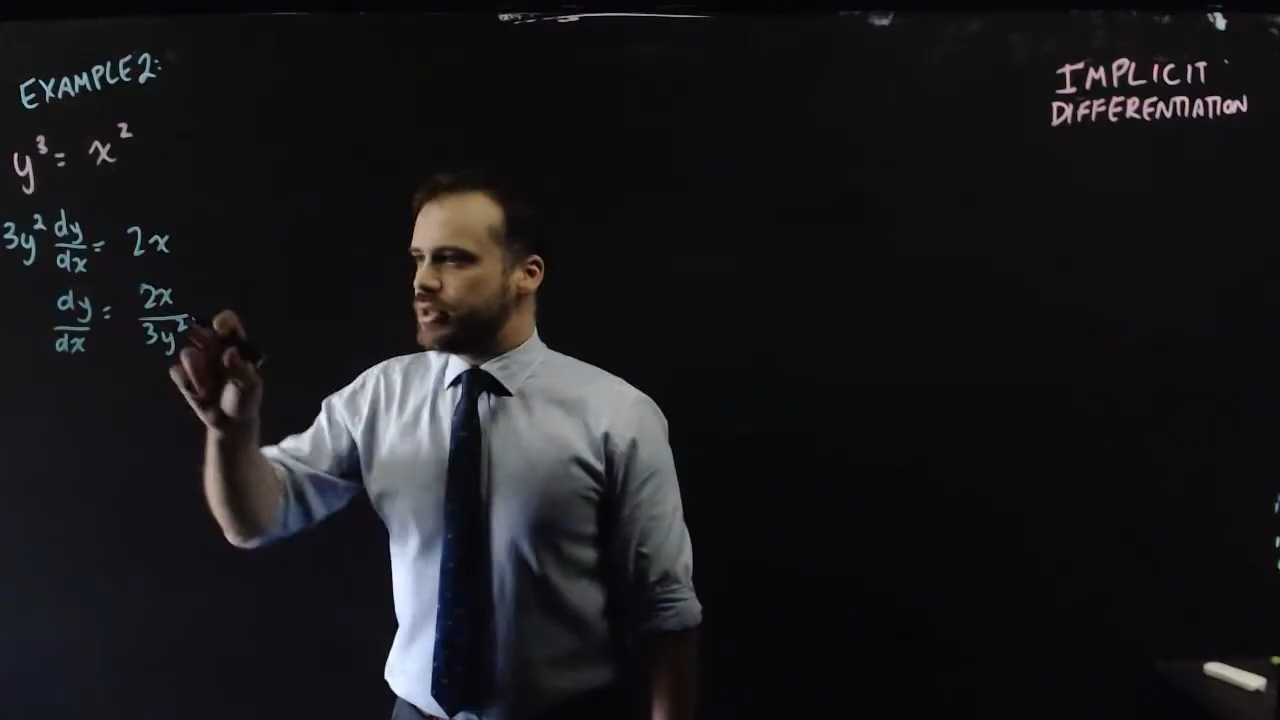 EXAMPLE 2:
y³ = x²
3y² dy/dx = 2x
dy/dx = 2x/3y²
IMPLICIT
DIFFERENTIATION